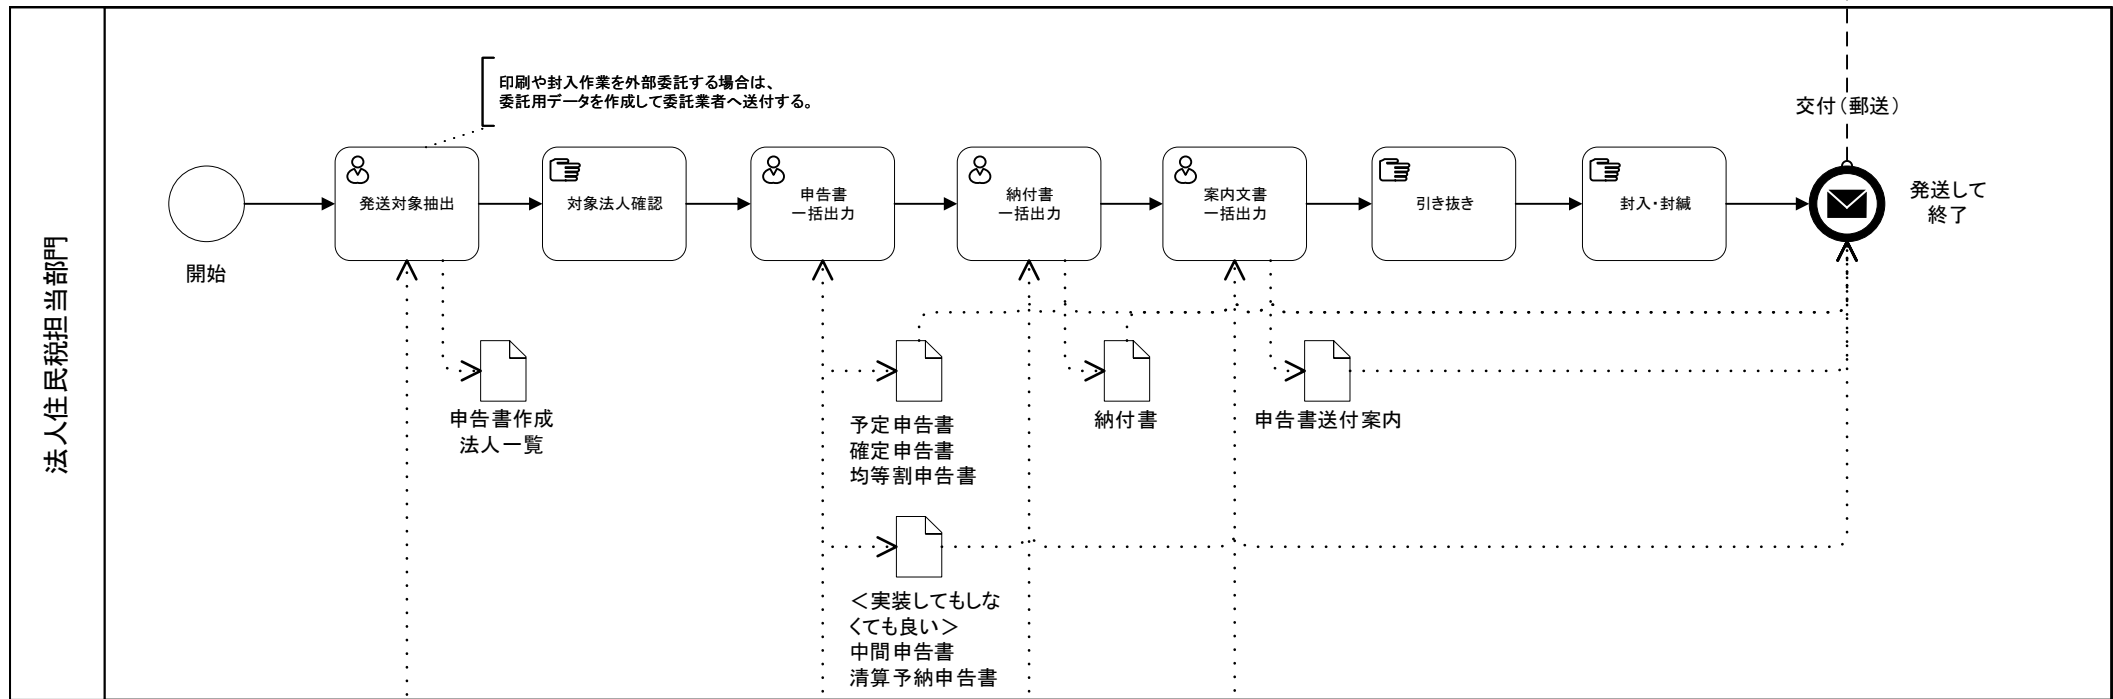 法人住民税担当部門
印刷や封入作業を外部委託する場合は、
委託用データを作成して委託業者へ送付する。
交付（郵送）
開始
発送対象抽出
対象法人確認
申告書
一括出力
納付書
一括出力
案内文書
一括出力
引き抜き
封入・封緘
発送して
終了
申告書作成
法人一覧
予定申告書
確定申告書
均等割申告書
納付書
申告書送付案内
＜実装してもしな
くても良い＞
中間申告書
清算予納申告書